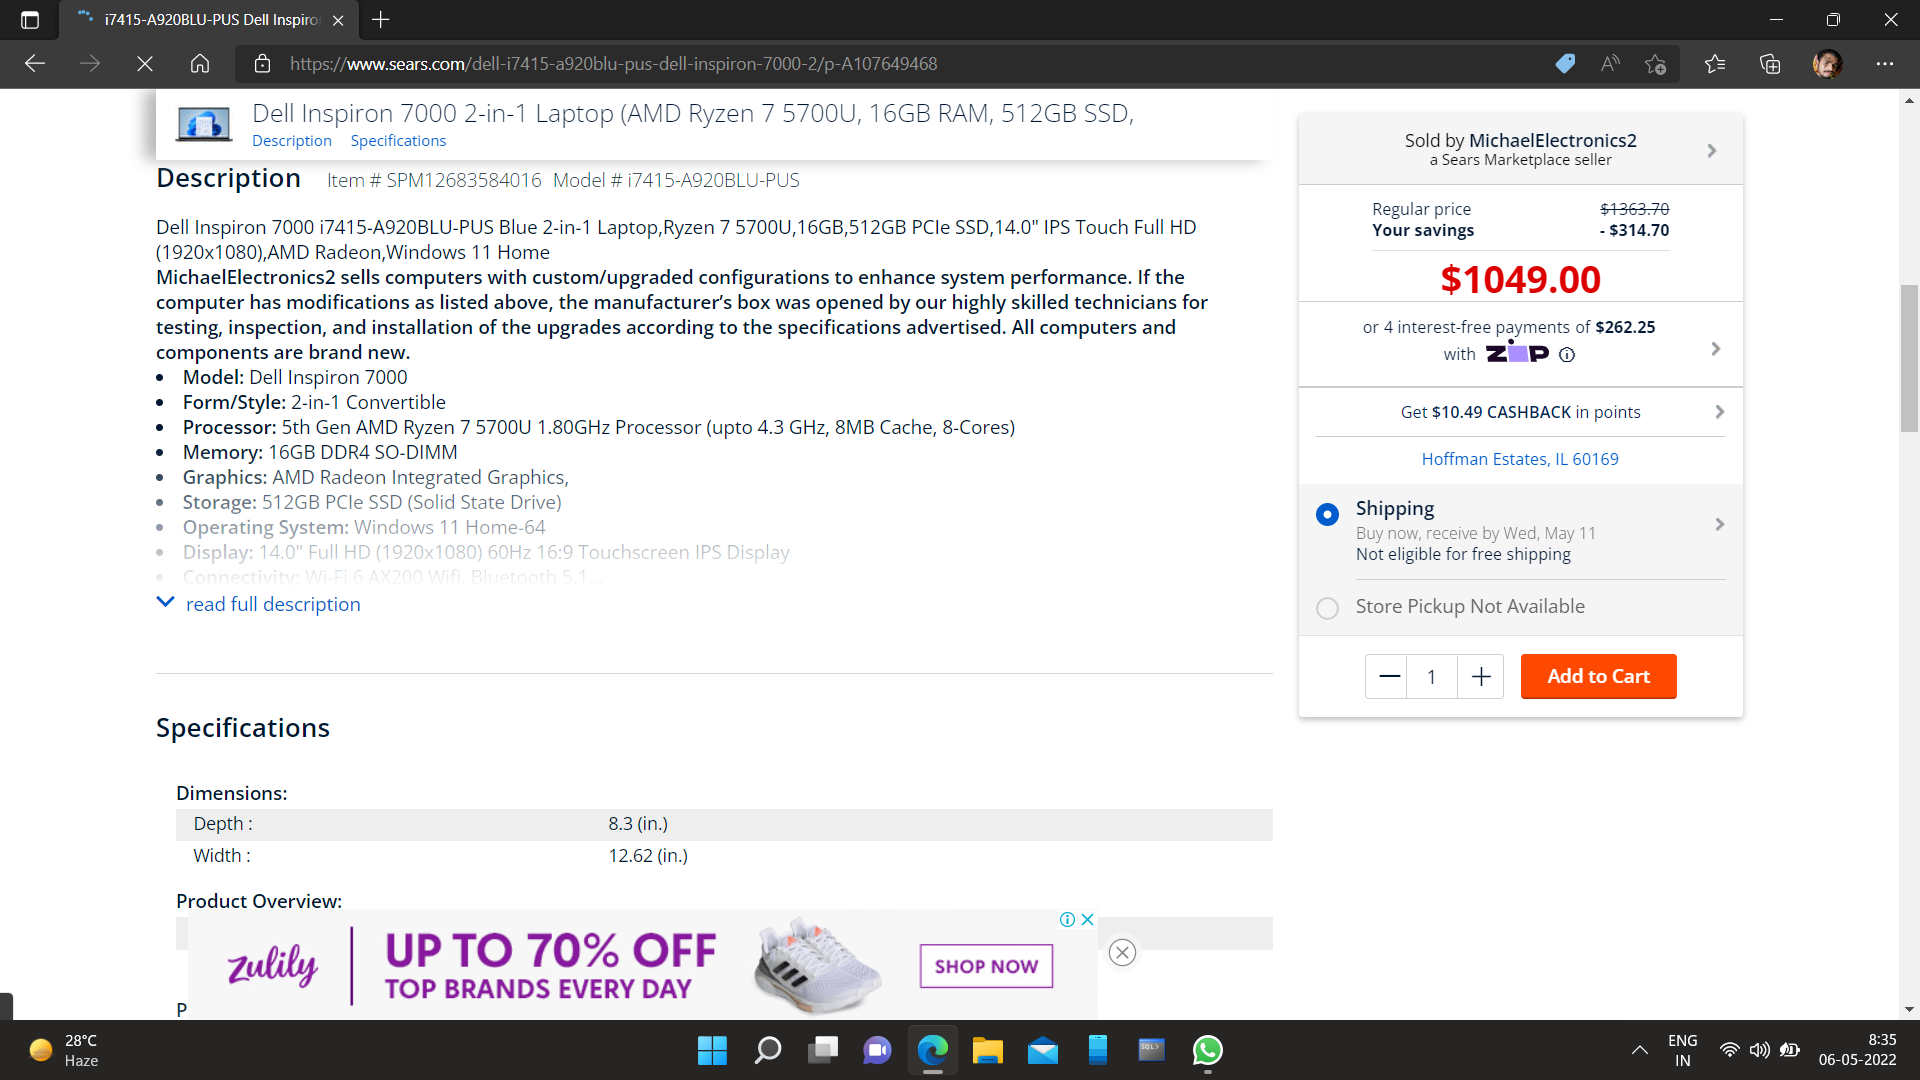 i7415-A920BLU-PUS Dell Inspiro
https://www.sears.com/dell-i7415-a920blu-pus-dell-inspiron-7000-2/p-A107649468
Dell Inspiron 7000 2-in-1 Laptop (AMD Ryzen 7 5700U, 16GB RAM, 512GB SSD,
Description Specifications
Description Item # SPM12683584016 Model # i7415-A920BLU-PUS
Dell Inspiron 7000 i7415-A920BLU-PUS Blue 2-in-1 Laptop,Ryzen 7 5700U,16GB,512GB PCIe SSD,14.0" IPS Touch Full HD
(1920x1080),AMD Radeon,Windows 11 Home
MichaelElectronics2 sells computers with custom/upgraded configurations to enhance system performance. If the
computer has modifications as listed above, the manufacturer’s box was opened by our highly skilled technicians for
testing, inspection, and installation of the upgrades according to the specifications advertised. All computers and
components are brand new.
• Model: Dell Inspiron 7000
• Form/Style: 2-in-1 Convertible
• Processor: 5th Gen AMD Ryzen 7 5700U 1.80GHz Processor (upto 4.3 GHz, 8MB Cache, 8-Cores)
• Memory: 16GB DDR4 SO-DIMM
• Graphics: AMD Radeon Integrated Graphics,
• Storage: 512GB PCIe SSD (Solid State Drive)
• Operating System: Windows 11 Home-64
• Display: 14.0" Full HD (1920x1080) 60Hz 16:9 Touchscreen IPS Display
• Connectivity: Wi-Fi 6 AX200 Wifi, Bluetooth 5.1...
read full description
Specifications
Dimensions:
Depth : 8.3 (in.)
Width : 12.62 (in.)
Product Overview:
zulily
UP TO 70% OFF
TOP BRANDS EVERY DAY
SHOP NOW
P
Sold by MichaelElectronics2
a Sears Marketplace seller
Regular price $1363.70
Your savings - $314.70
$1049.00
or 4 interest-free payments of $262.25
with ZIP
Get $10.49 CASHBACK in points
Hoffman Estates, IL 60169
Shipping
Buy now, receive by Wed, May 11
Not eligible for free shipping
Store Pickup Not Available
1
Add to Cart
28°C
Haze
SQL>
ENG
IN
8:35
06-05-2022